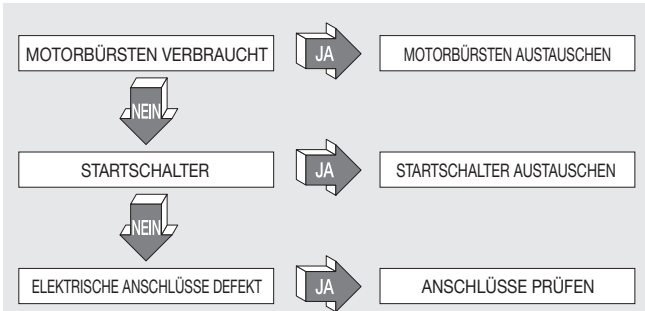 MOTORBÜRSTEN VERBRAUCHT JA MOTORBÜRSTEN AUSTAUSCHEN
NEIN
STARTSCHALTER JA STARTSCHALTER AUSTAUSCHEN
NEIN
ELEKTRISCHE ANSCHLÜSSE DEFEKT JA ANSCHLÜSSE PRÜFEN